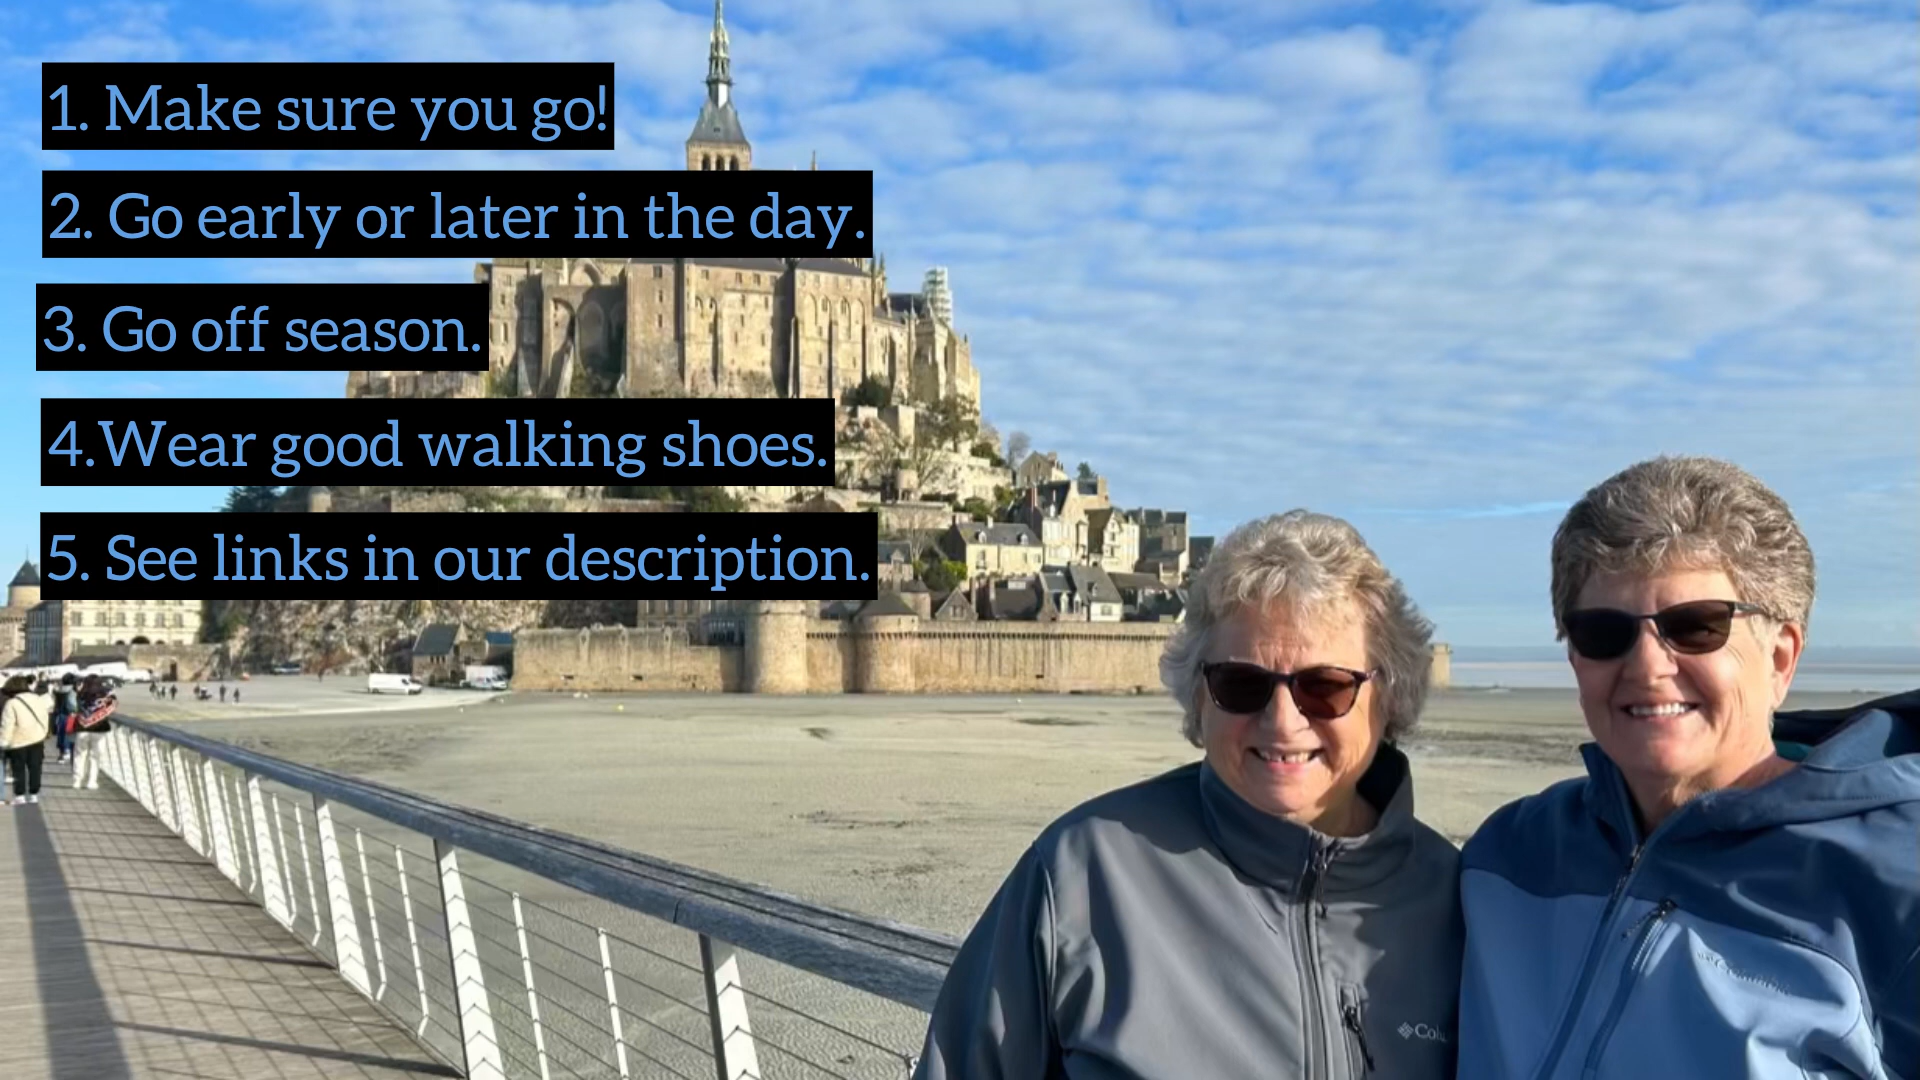 1. Make sure you go!
2. Go early or later in the day.
3. Go off season.
4.Wear good walking shoes.
5. See links in our description.
Columbia